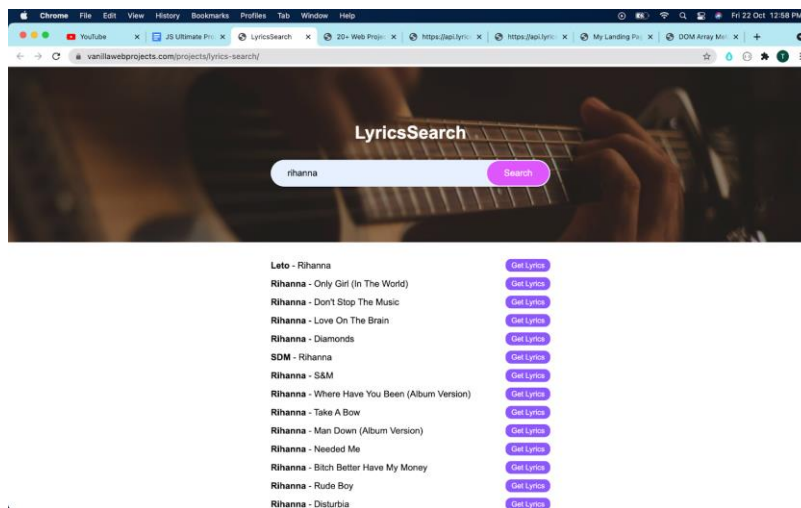 Chrome File Edit View History Bookmarks Profiles Tab Window Help Fri 22 Oct 12:58 PM
YouTube JS Ultimate Pro LyricsSearch 20+ Web Projec https://api.lyric https://api.lyric My Landing Pag DOM Array Met
vanillawebprojects.com/projects/lyrics-search/
LyricsSearch
rihanna Search
Leto - Rihanna Get Lyrics
Rihanna - Only Girl (In The World) Get Lyrics
Rihanna - Don't Stop The Music Get Lyrics
Rihanna - Love On The Brain Get Lyrics
Rihanna - Diamonds Get Lyrics
SDM - Rihanna Get Lyrics
Rihanna - S&M Get Lyrics
Rihanna - Where Have You Been (Album Version) Get Lyrics
Rihanna - Take A Bow Get Lyrics
Rihanna - Man Down (Album Version) Get Lyrics
Rihanna - Needed Me Get Lyrics
Rihanna - Bitch Better Have My Money Get Lyrics
Rihanna - Rude Boy Get Lyrics
Rihanna - Disturbia Get Lyrics